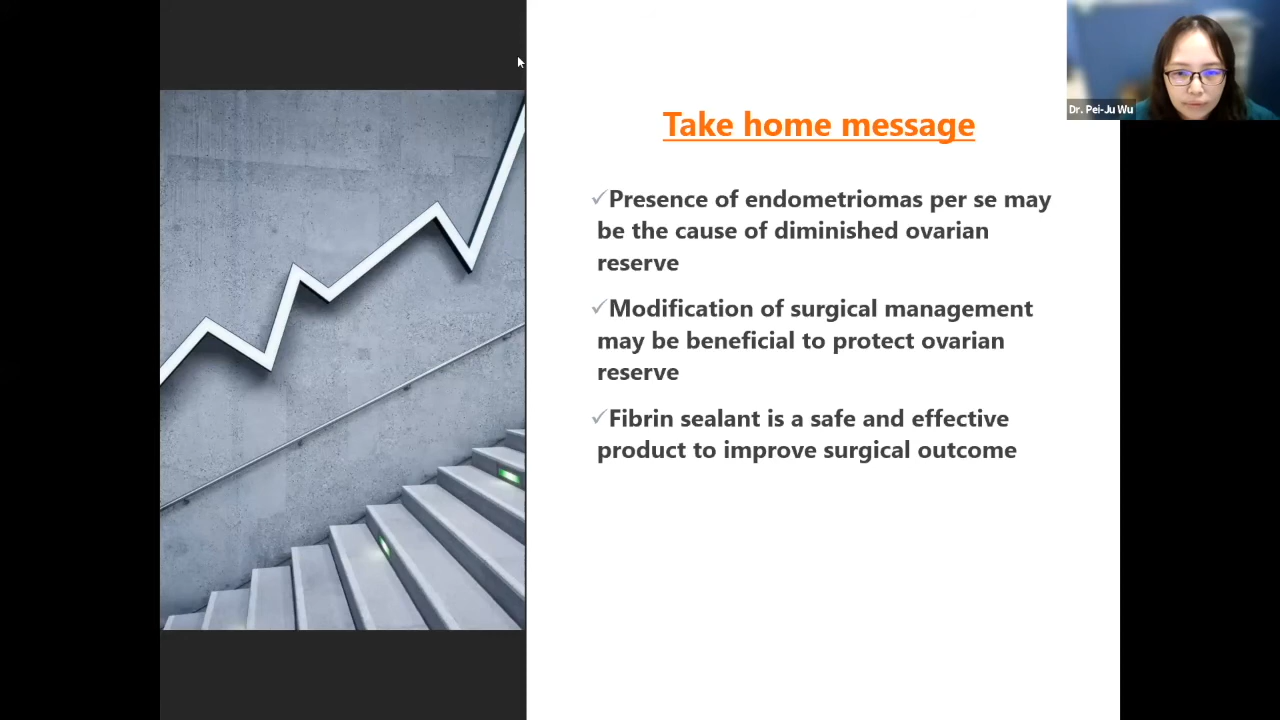 Take home message
✓Presence of endometriomas per se may
be the cause of diminished ovarian
reserve
✓Modification of surgical management
may be beneficial to protect ovarian
reserve
✓Fibrin sealant is a safe and effective
product to improve surgical outcome
Dr. Pei-Ju Wu